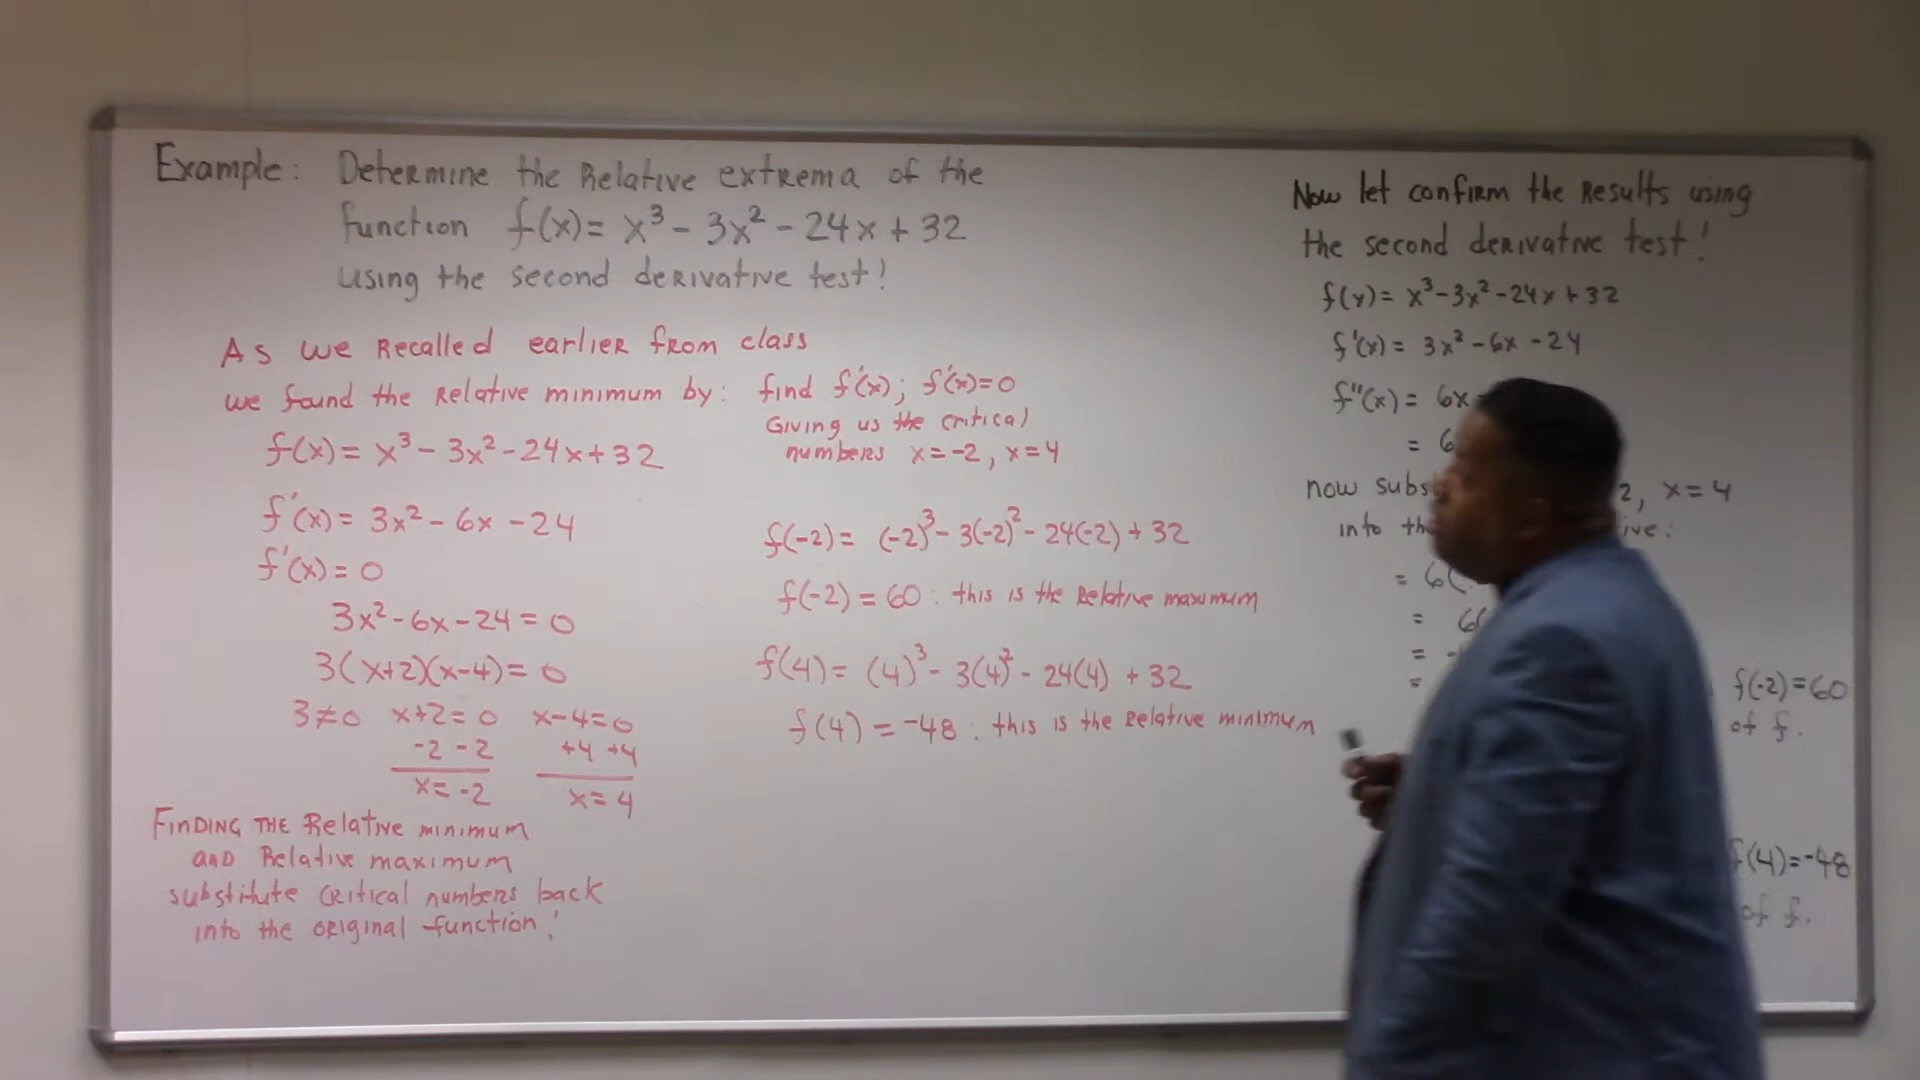 Example: Determine the Relative extrema of the
function f(x)= x³ - 3x² - 24x + 32
using the second derivative test!
As we Recalled earlier from class
we found the Relative minimum by: find f'(x); f'(x)=0
Giving us the critical
numbers x=-2, x=4
f(x)= x³ - 3x² - 24x + 32
f'(x) = 3x² - 6x - 24
f'(x) = 0
3x² - 6x - 24 = 0
3(x+2)(x-4) = 0
3≠0 x+2=0 x-4=0
-2 -2 +4 +4
x=-2 x=4
Finding the Relative minimum
and Relative maximum
substitute critical numbers back
into the original function!
f(-2) = (-2)³ - 3(-2)² - 24(-2) + 32
f(-2) = 60 : this is the Relative maxumum
f(4) = (4)³ - 3(4)² - 24(4) + 32
f(4) = -48 : this is the Relative minimum
Now let confirm the Results using
the second derivative test!
f(x) = x³ - 3x² - 24x + 32
f'(x) = 3x² - 6x - 24
f''(x) = 6x
= 6
now 2, x = 4
into
= 6(
= 6(
= -
=
f(-2)=60
of f.
f(4)=-48
of f.